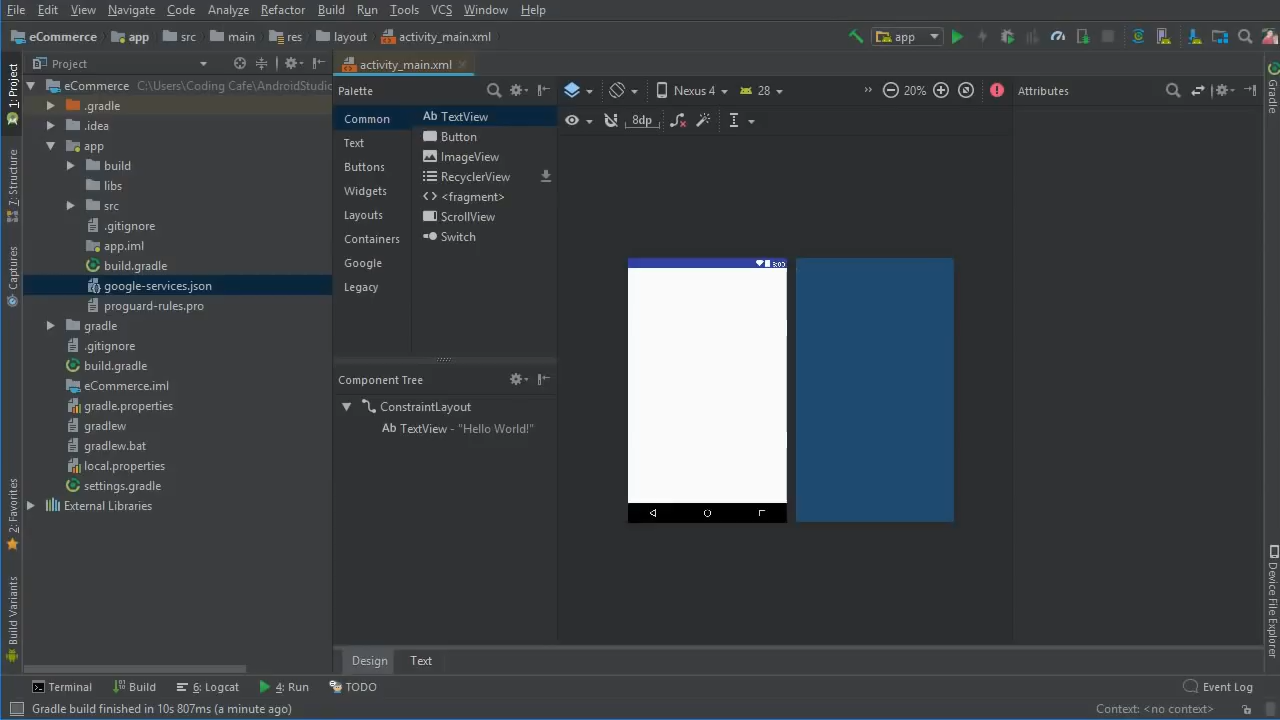 File Edit View Navigate Code Analyze Refactor Build Run Tools VCS Window Help
eCommerce app src main res layout activity_main.xml app
1: Project
7: Structure
Captures
2: Favorites
Build Variants
Project
eCommerce C:\Users\Coding Cafe\AndroidStudio
.gradle
.idea
app
build
libs
src
.gitignore
app.iml
build.gradle
google-services.json
proguard-rules.pro
gradle
.gitignore
build.gradle
eCommerce.iml
gradle.properties
gradlew
gradlew.bat
local.properties
settings.gradle
External Libraries
activity_main.xml
Palette
Common
Text
Buttons
Widgets
Layouts
Containers
Google
Legacy
Ab TextView
Button
ImageView
RecyclerView
<fragment>
ScrollView
Switch
Component Tree
ConstraintLayout
Ab TextView - "Hello World!"
Nexus 4 28 20%
8dp
8:00
Attributes
Gradle
Device File Explorer
Design Text
Terminal Build 6: Logcat 4: Run TODO Event Log
Gradle build finished in 10s 807ms (a minute ago) Context: <no context>